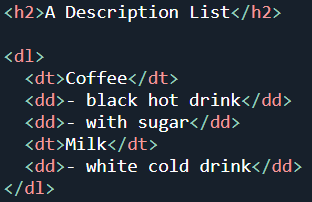 <h2>A Description List</h2>
<dl>
<dt>Coffee</dt>
<dd>- black hot drink</dd>
<dd>- with sugar</dd>
<dt>Milk</dt>
<dd>- white cold drink</dd>
</dl>